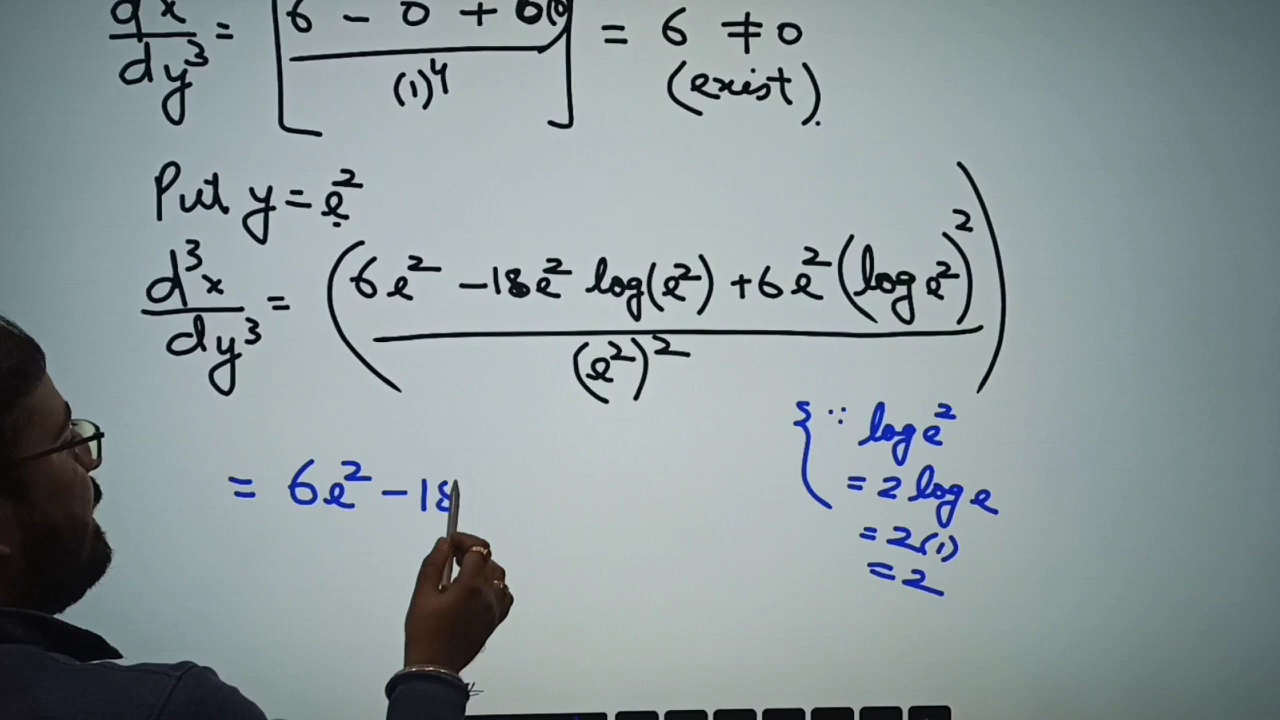 d³x/dy³ = [(6 - 0 + 0(0))/(1)⁴] = 6 ≠ 0
(exist).
Put y = e²
d³x/dy³ = ((6e² - 18e² log(e²) + 6e² (log e²)²)/(e²)²)
{∵ log e²
= 2 log e
= 6e² - 18
= 2(1)
= 2